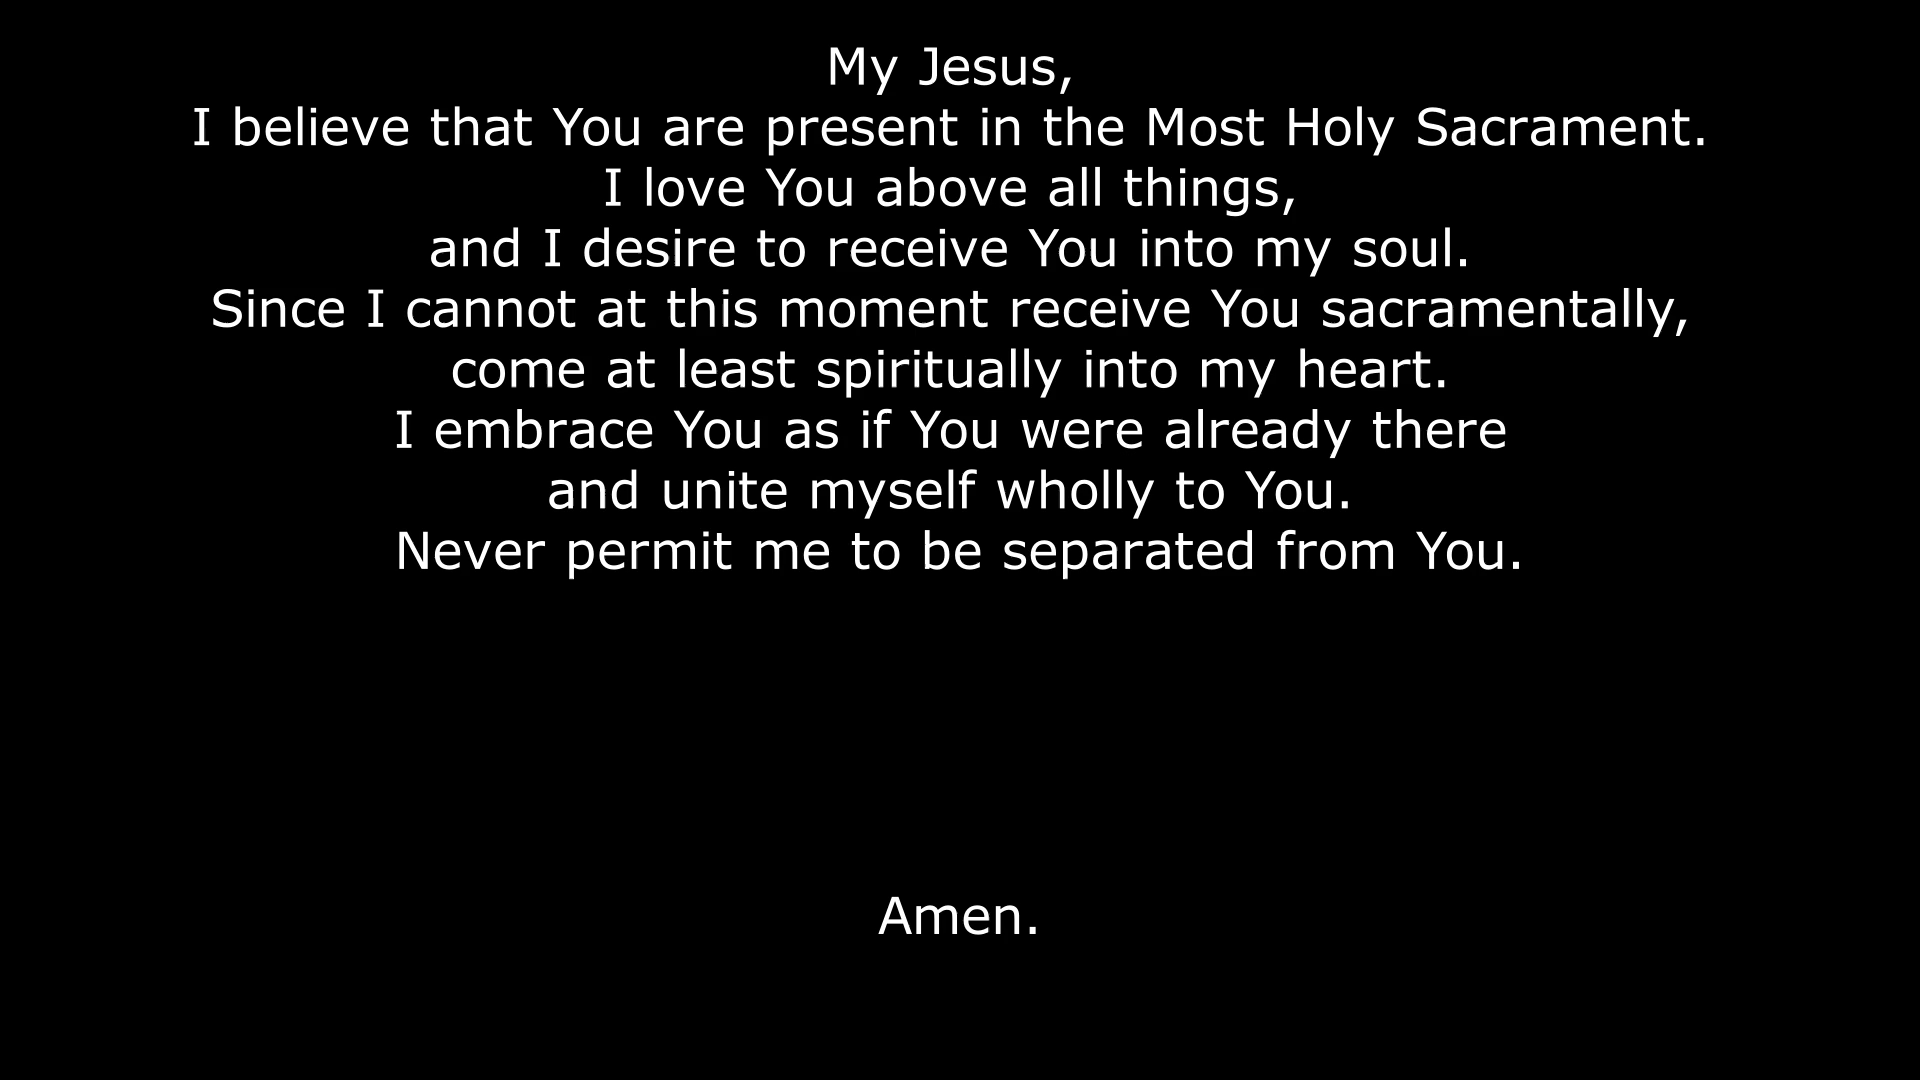 My Jesus,
I believe that You are present in the Most Holy Sacrament.
I love You above all things,
and I desire to receive You into my soul.
Since I cannot at this moment receive You sacramentally,
come at least spiritually into my heart.
I embrace You as if You were already there
and unite myself wholly to You.
Never permit me to be separated from You.
Amen.